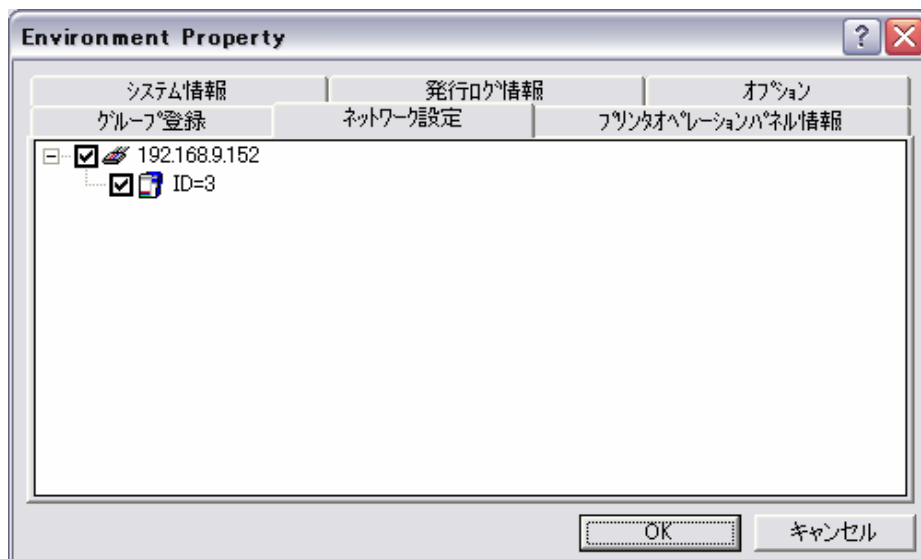 Environment Property
システム情報 発行ログ情報 オプション
グループ登録 ネットワーク設定 プリンタオペレーションパネル情報
192.168.9.152
ID=3
OK キャンセル